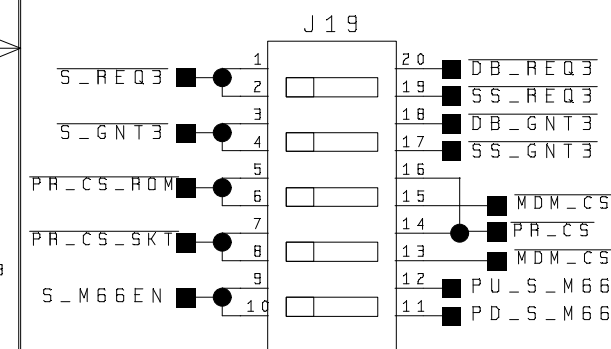 J19
1 20 DB_REQ3
S_REQ3
2 19 SS_REQ3
3 18 DB_GNT3
S_GNT3
4 17 SS_GNT3
5 16
PR_CS_ROM
6 15 MDM_CS
7 14 PR_CS
PR_CS_SKT
8 13 MDM_CS
9 12 PU_S_M66
S_M66EN
10 11 PD_S_M66